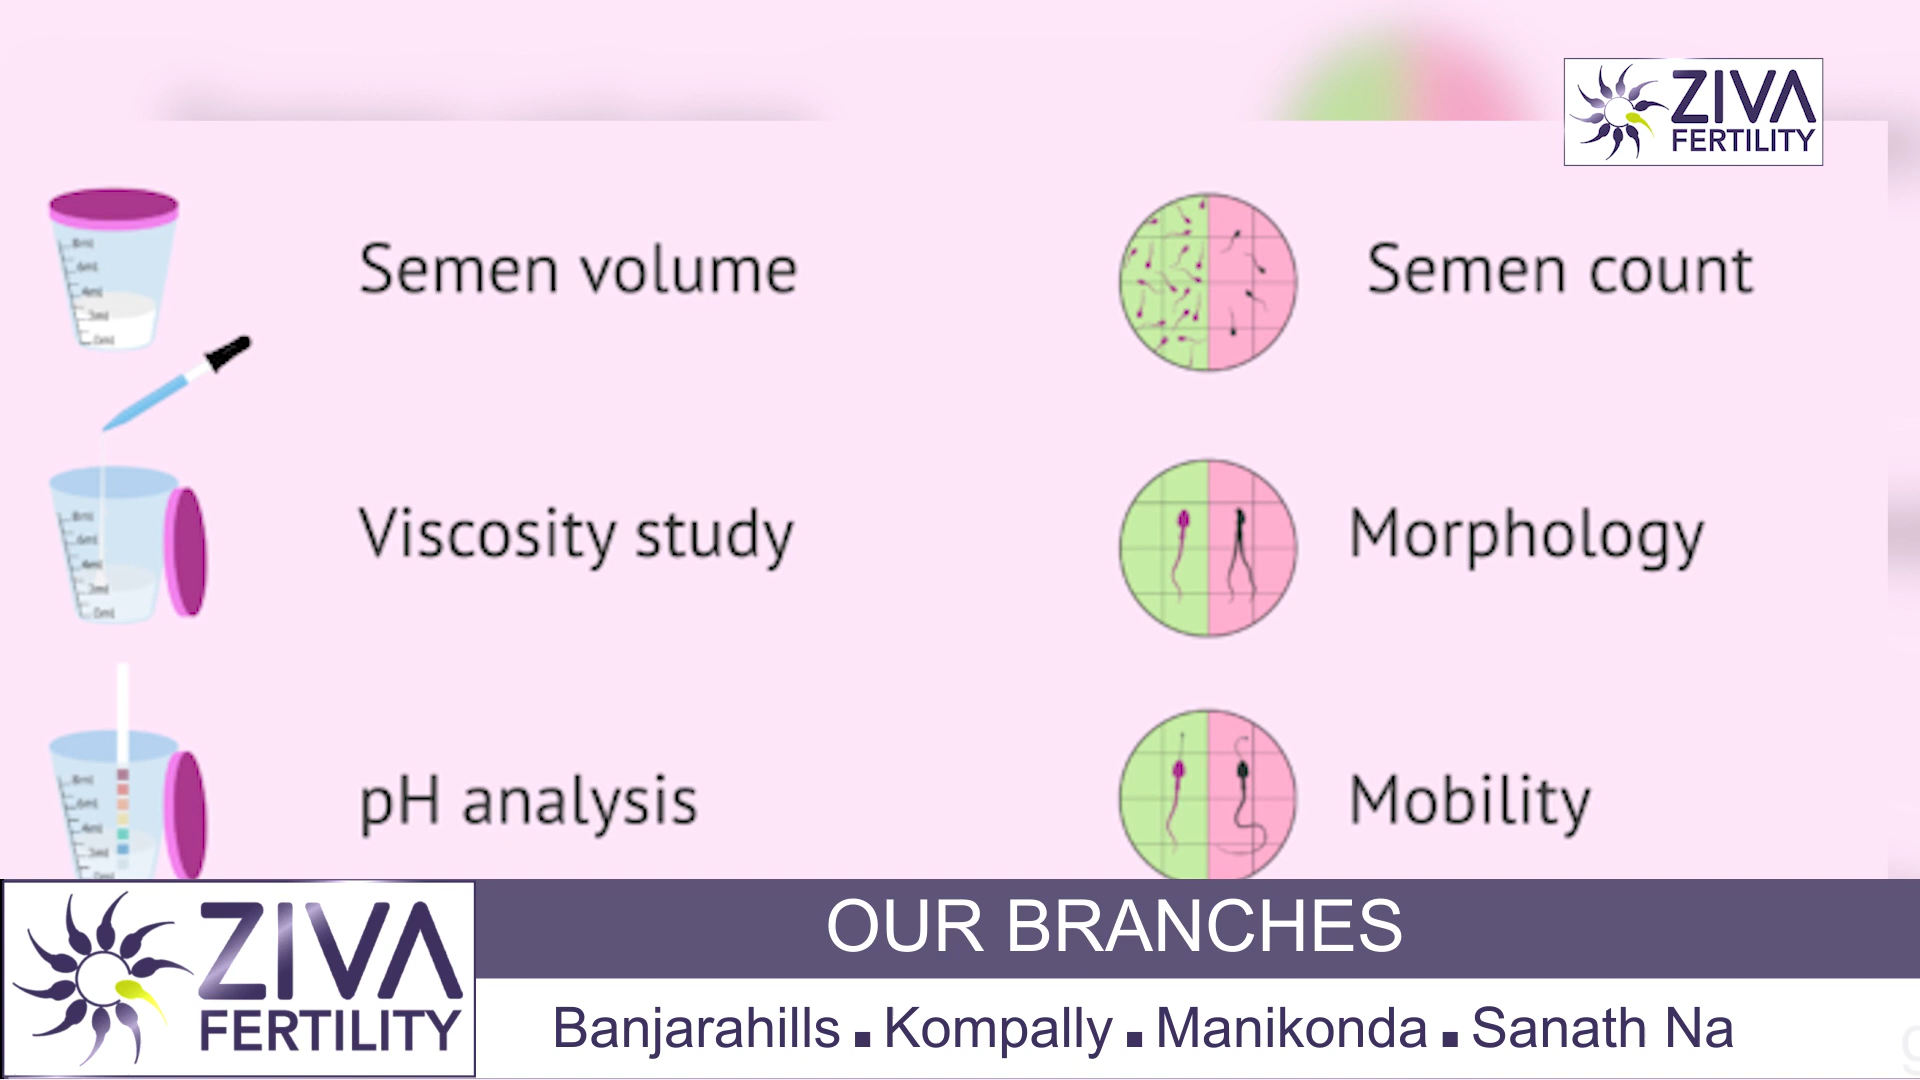 ZIVA
FERTILITY
Semen volume
Semen count
Viscosity study
Morphology
pH analysis
Mobility
ZIVA
FERTILITY
OUR BRANCHES
Banjarahills ▪ Kompally ▪ Manikonda ▪ Sanath Na